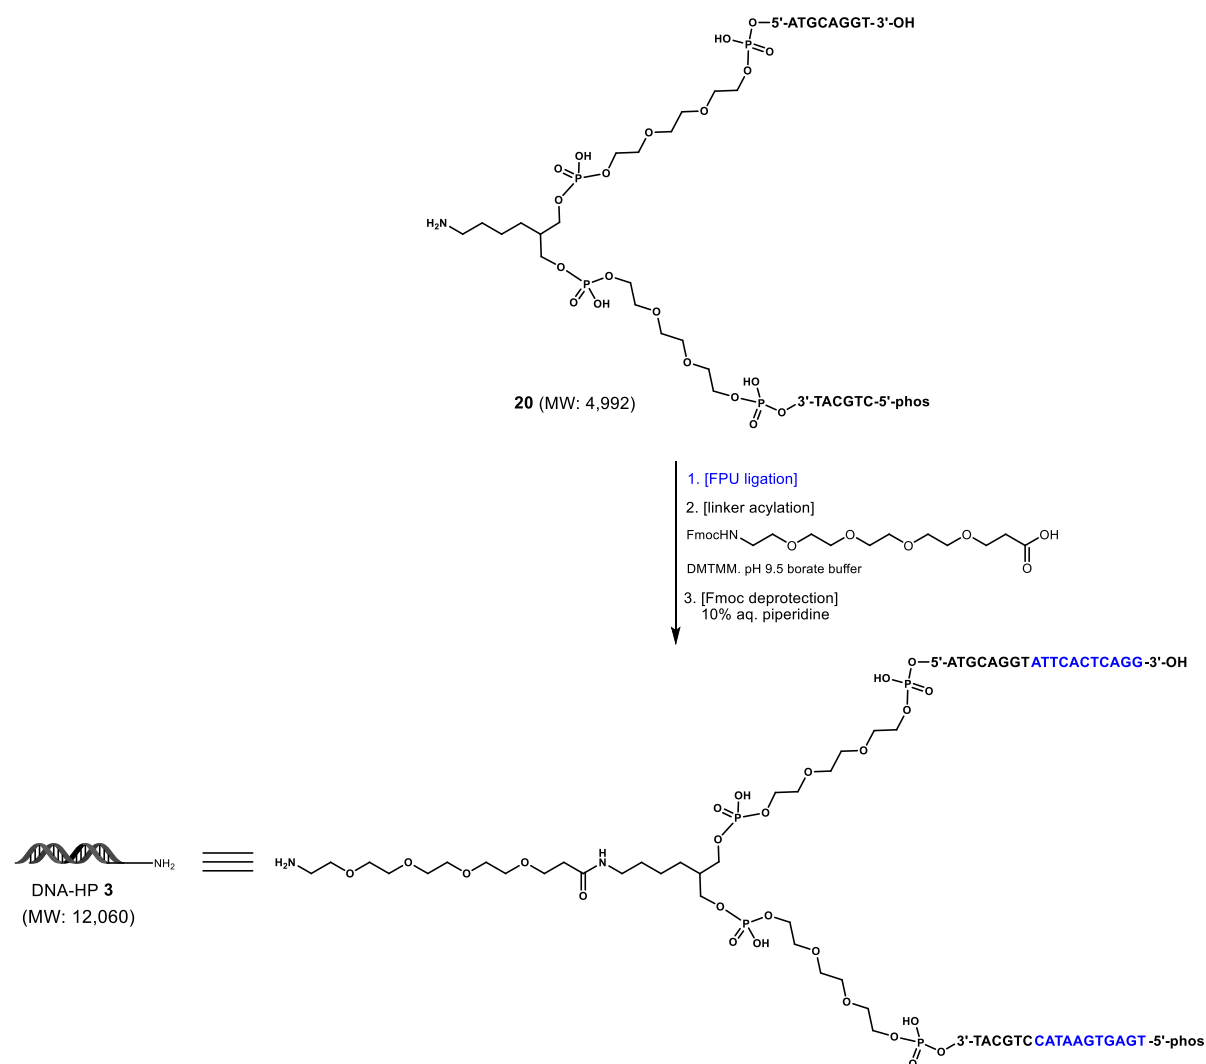 O—5'-ATGCAGGT-3'-OH
HO
P
O
O
O
O
OH
O
P
O
O
H2N
O
O
P
O
OH
O
O
HO
O
P
O
O
3'-TACGTC-5'-phos
20 (MW: 4,992)
1. [FPU ligation]
2. [linker acylation]
FmocHN
O
O
O
O
OH
O
DMTMM. pH 9.5 borate buffer
3. [Fmoc deprotection]
10% aq. piperidine
O—5'-ATGCAGGTATTCACTCAGG-3'-OH
HO
P
O
O
O
O
OH
O
P
O
O
H2N
O
O
O
O
O
H
N
NH2
DNA-HP 3
(MW: 12,060)
O
O
P
O
OH
O
O
HO
O
P
O
O
3'-TACGTCCATAAGTGAGT-5'-phos